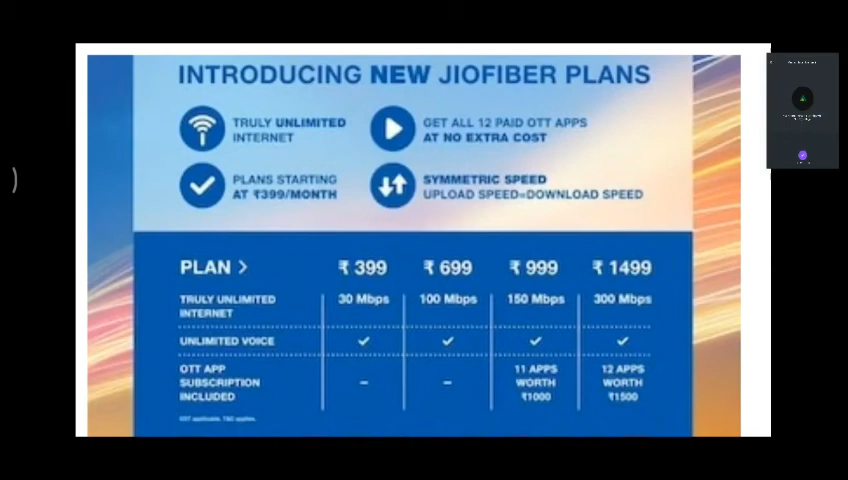 INTRODUCING NEW JIOFIBER PLANS
TRULY UNLIMITED
INTERNET
GET ALL 12 PAID OTT APPS
AT NO EXTRA COST
PLANS STARTING
AT ₹399/MONTH
SYMMETRIC SPEED
UPLOAD SPEED=DOWNLOAD SPEED
PLAN > ₹ 399 ₹ 699 ₹ 999 ₹ 1499
TRULY UNLIMITED
INTERNET
30 Mbps 100 Mbps 150 Mbps 300 Mbps
UNLIMITED VOICE ✓ ✓ ✓ ✓
OTT APP
SUBSCRIPTION
INCLUDED
– –
11 APPS
WORTH
₹1000
12 APPS
WORTH
₹1500
GST applicable. T&C applies.